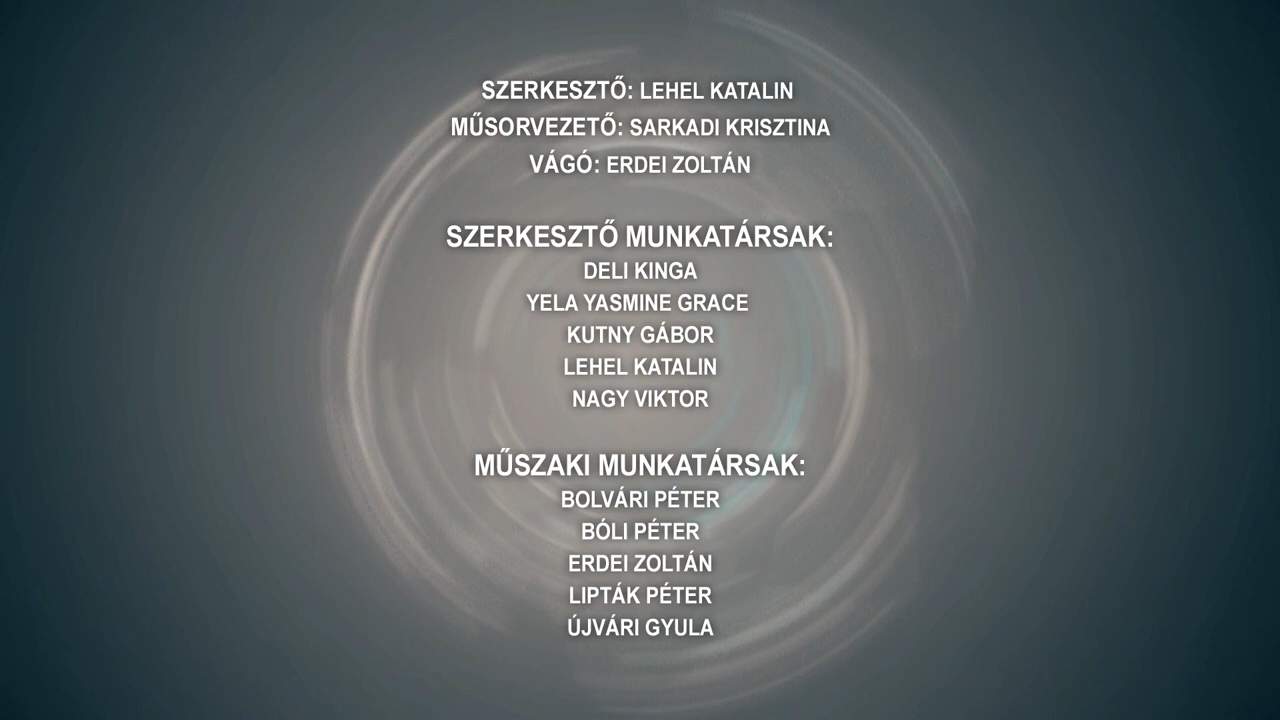 SZERKESZTŐ: LEHEL KATALIN
MŰSORVEZETŐ: SARKADI KRISZTINA
VÁGÓ: ERDEI ZOLTÁN
SZERKESZTŐ MUNKATÁRSAK:
DELI KINGA
YELA YASMINE GRACE
KUTNY GÁBOR
LEHEL KATALIN
NAGY VIKTOR
MŰSZAKI MUNKATÁRSAK:
BOLVÁRI PÉTER
BÓLI PÉTER
ERDEI ZOLTÁN
LIPTÁK PÉTER
ÚJVÁRI GYULA